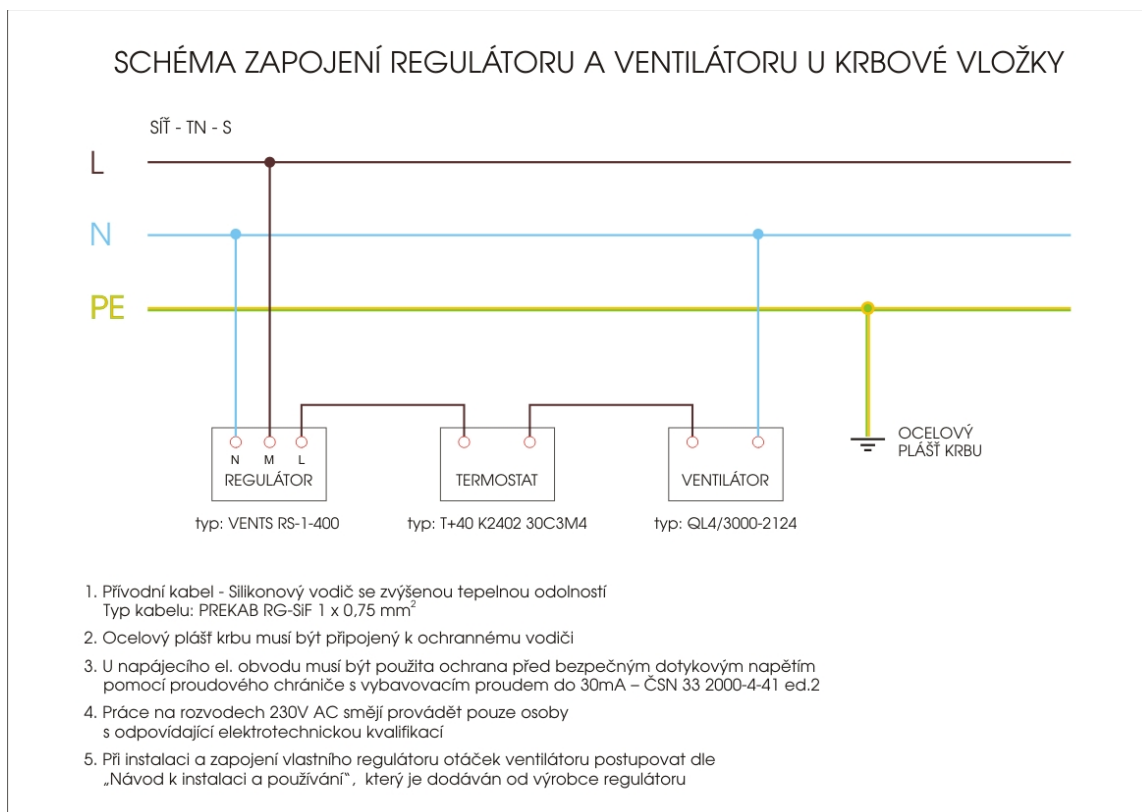 SCHÉMA ZAPOJENÍ REGULÁTORU A VENTILÁTORU U KRBOVÉ VLOŽKY
SÍŤ - TN - S
L
N
PE
N M L
REGULÁTOR
TERMOSTAT
VENTILÁTOR
OCELOVÝ
PLÁŠŤ KRBU
typ: VENTS RS-1-400
typ: T+40 K2402 30C3M4
typ: QL4/3000-2124
1. Přívodní kabel - Silikonový vodič se zvýšenou tepelnou odolností
Typ kabelu: PREKAB RG-SiF 1 x 0,75 mm²
2. Ocelový plášť krbu musí být připojený k ochrannému vodiči
3. U napájecího el. obvodu musí být použita ochrana před bezpečným dotykovým napětím
pomocí proudového chrániče s vybavovacím proudem do 30mA – ČSN 33 2000-4-41 ed.2
4. Práce na rozvodech 230V AC smějí provádět pouze osoby
s odpovídající elektrotechnickou kvalifikací
5. Při instalaci a zapojení vlastního regulátoru otáček ventilátoru postupovat dle
„Návod k instalaci a používání“, který je dodáván od výrobce regulátoru